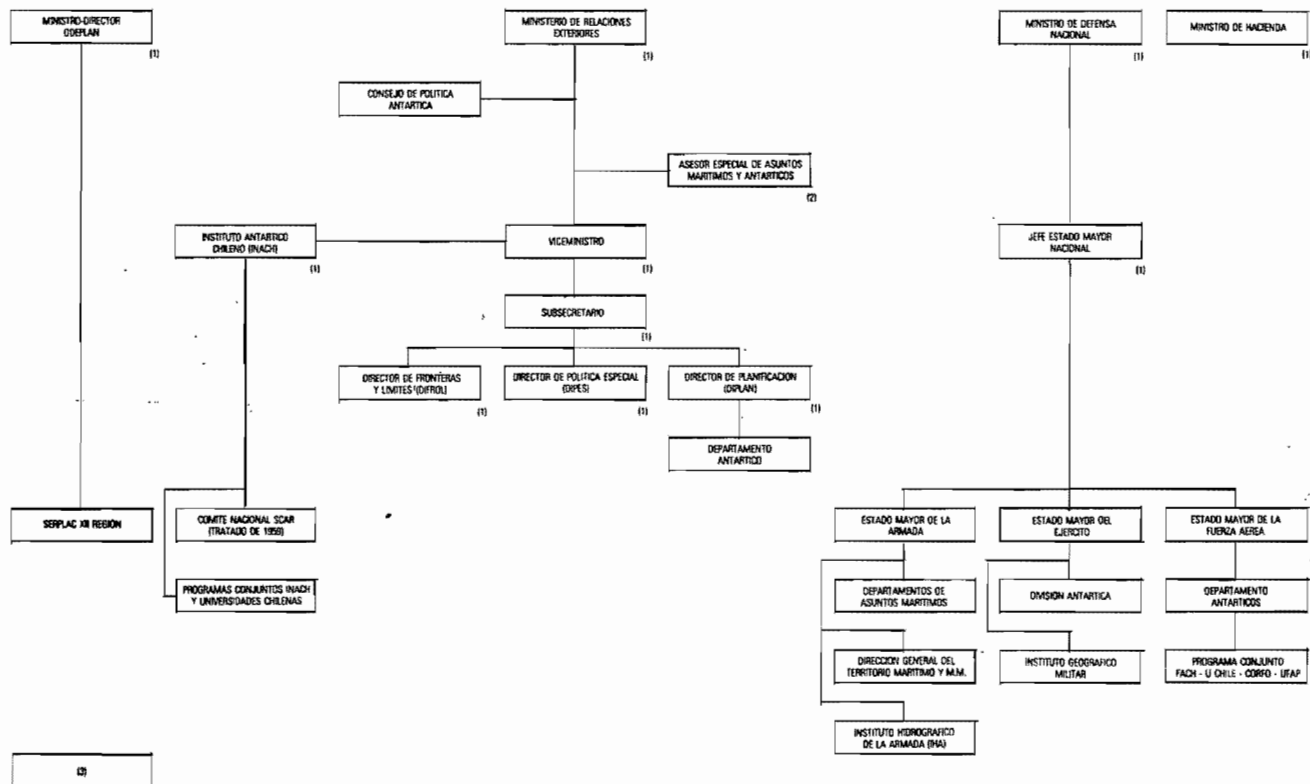 MINISTRO-DIRECTOR
ODEPLAN
(1)
MINISTERIO DE RELACIONES
EXTERIORES
(1)
MINISTRO DE DEFENSA
NACIONAL
(1)
MINISTRO DE HACIENDA
(1)
CONSEJO DE POLITICA
ANTARTICA
ASESOR ESPECIAL DE ASUNTOS
MARITIMOS Y ANTARTICOS
(2)
INSTITUTO ANTARTICO
CHILENO (INACH)
(1)
VICEMINISTRO
(1)
JEFE ESTADO MAYOR
NACIONAL
(1)
SUBSECRETARIO
(1)
DIRECTOR DE FRONTERAS
Y LIMITES (DIFROL)
(1)
DIRECTOR DE POLITICA ESPECIAL
(DIPES)
(1)
DIRECTOR DE PLANIFICACION
(DIPLAN)
(1)
DEPARTAMENTO
ANTARTICO
SERPLAC XII REGIÓN
COMITE NACIONAL SCAR
(TRATADO DE 1959)
ESTADO MAYOR DE LA
ARMADA
ESTADO MAYOR DEL
EJERCITO
ESTADO MAYOR DE LA
FUERZA AEREA
PROGRAMAS CONJUNTOS INACH
Y UNIVERSIDADES CHILENAS
DEPARTAMENTOS DE
ASUNTOS MARITIMOS
DIVISION ANTARTICA
DEPARTAMENTO
ANTARTICOS
DIRECCION GENERAL DEL
TERRITORIO MARITIMO Y M.M.
INSTITUTO GEOGRAFICO
MILITAR
PROGRAMA CONJUNTO
FACH - U CHILE - CORFO - UFAP
INSTITUTO HIDROGRAFICO
DE LA ARMADA (IHA)
(3)